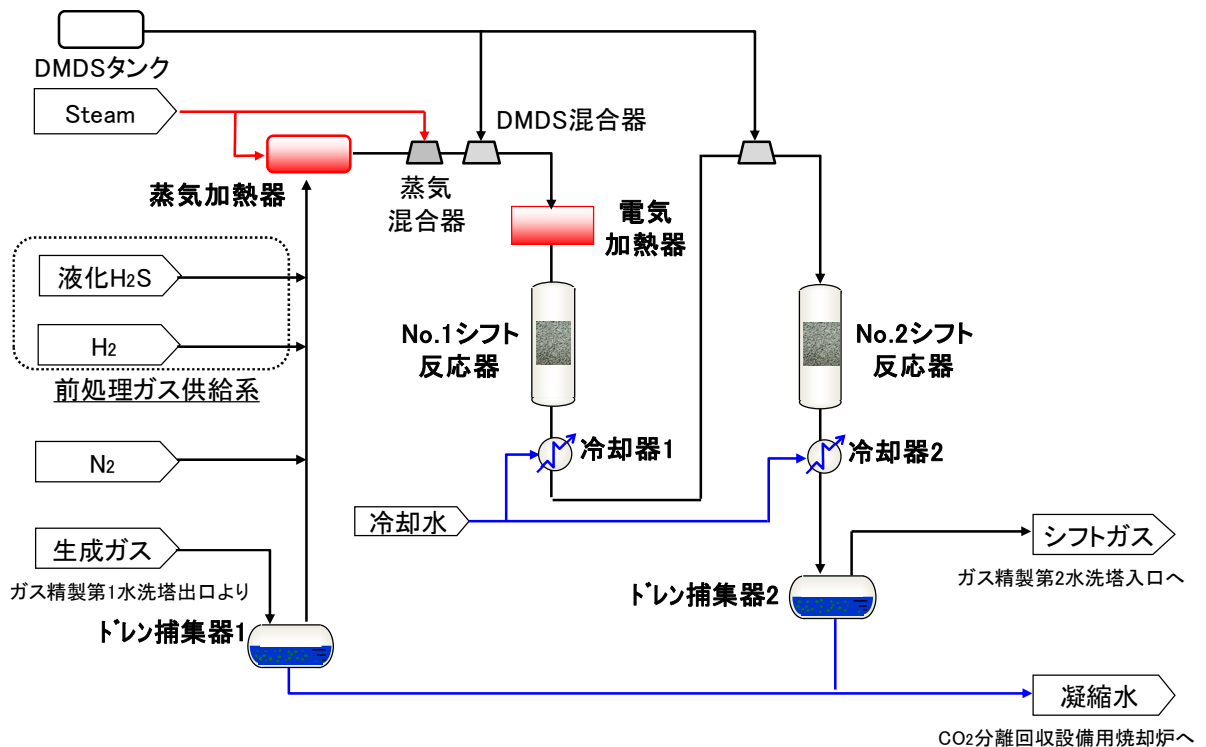 DMDSタンク
Steam
DMDS混合器
蒸気加熱器
蒸気
混合器
電気
加熱器
液化H2S
H2
前処理ガス供給系
No.1シフト
反応器
No.2シフト
反応器
N2
冷却器1
冷却器2
冷却水
生成ガス
ガス精製第1水洗塔出口より
シフトガス
ガス精製第2水洗塔入口へ
ドレン捕集器1
ドレン捕集器2
凝縮水
CO2分離回収設備用焼却炉へ